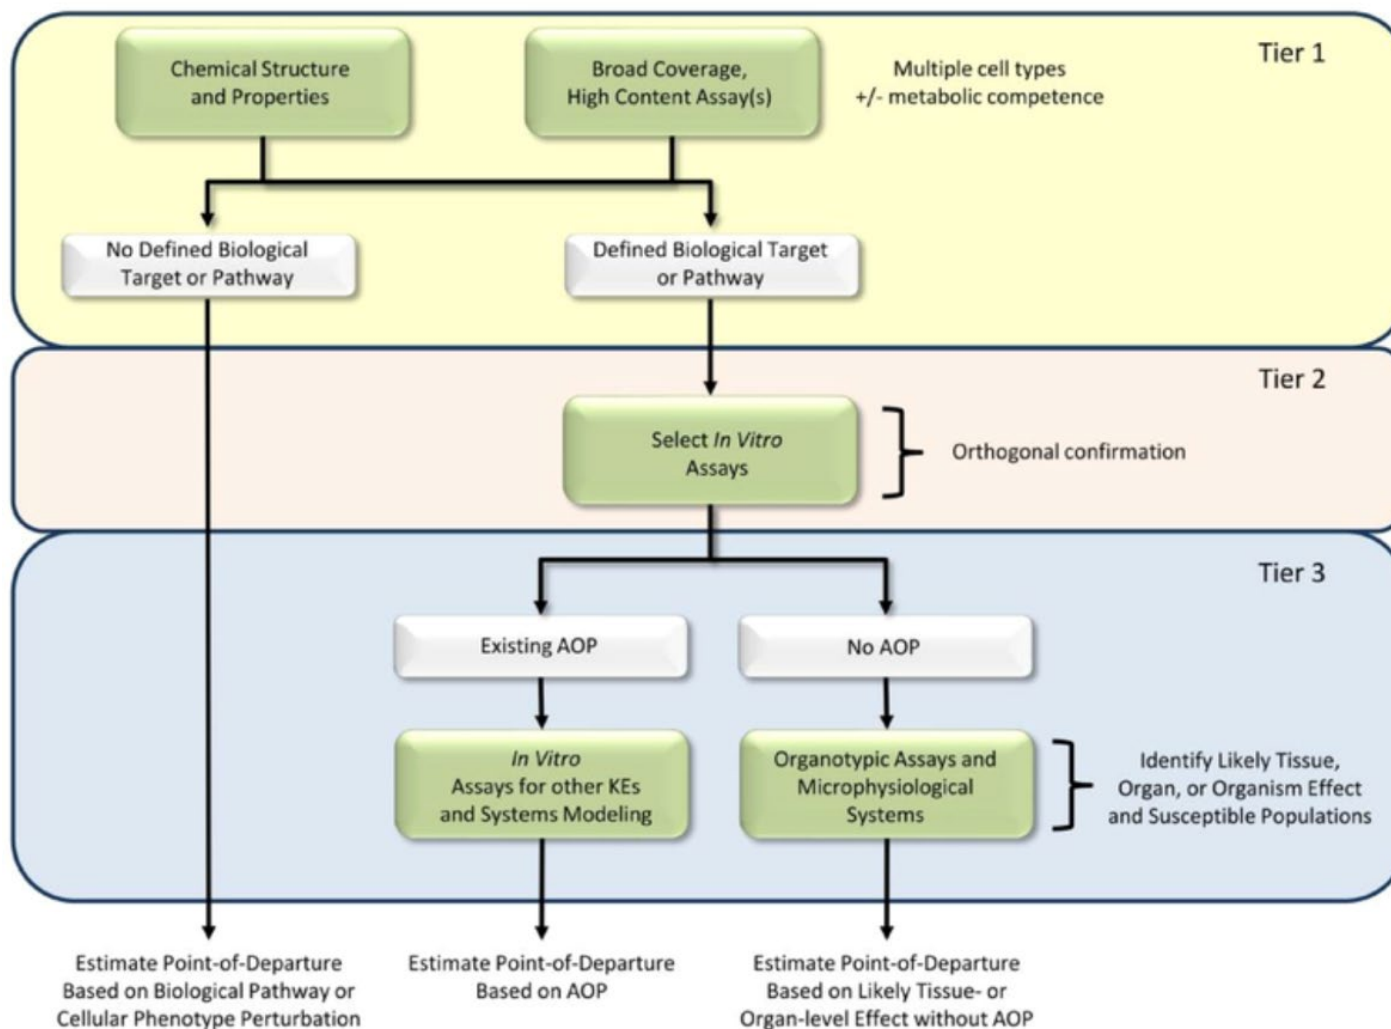 Tier 1
Chemical Structure
and Properties
Broad Coverage,
High Content Assay(s)
Multiple cell types
+/- metabolic competence
No Defined Biological
Target or Pathway
Defined Biological Target
or Pathway
Tier 2
Select In Vitro
Assays
Orthogonal confirmation
Tier 3
Existing AOP
No AOP
In Vitro
Assays for other KEs
and Systems Modeling
Organotypic Assays and
Microphysiological
Systems
Identify Likely Tissue,
Organ, or Organism Effect
and Susceptible Populations
Estimate Point-of-Departure
Based on Biological Pathway or
Cellular Phenotype Perturbation
Estimate Point-of-Departure
Based on AOP
Estimate Point-of-Departure
Based on Likely Tissue- or
Organ-level Effect without AOP